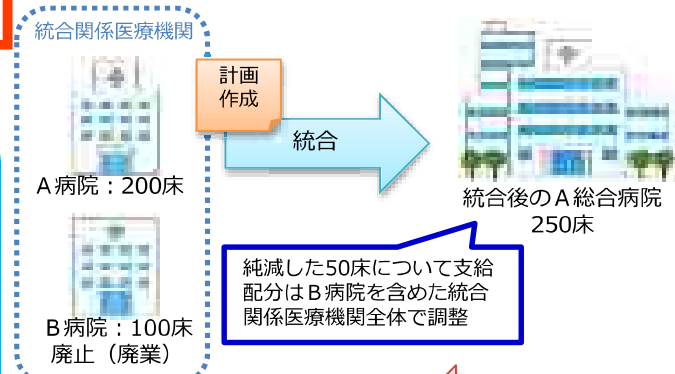 統合関係医療機関
計画
作成
統合
A病院：200床
統合後のA総合病院
250床
純減した50床について支給
配分はB病院を含めた統合
関係医療機関全体で調整
B病院：100床
廃止（廃業）